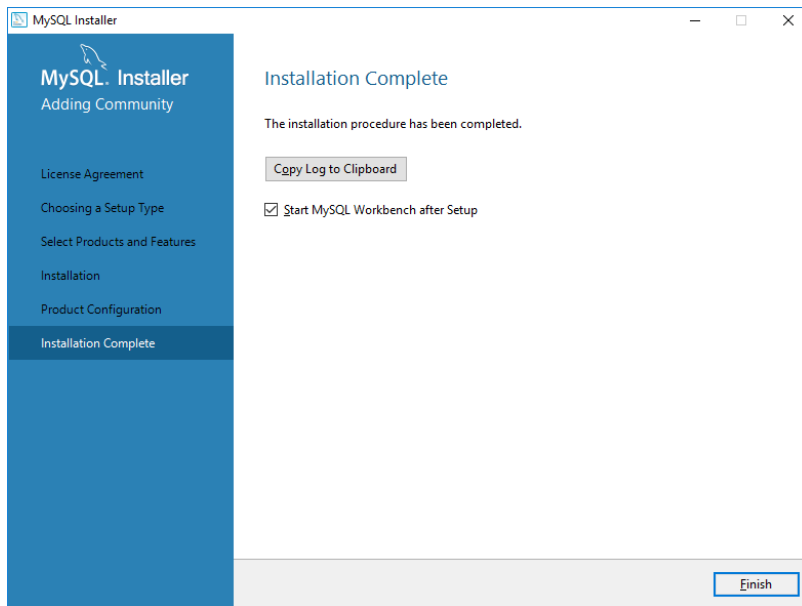 MySQL Installer
MySQL. Installer
Adding Community
License Agreement
Choosing a Setup Type
Select Products and Features
Installation
Product Configuration
Installation Complete
Installation Complete
The installation procedure has been completed.
Copy Log to Clipboard
Start MySQL Workbench after Setup
Finish